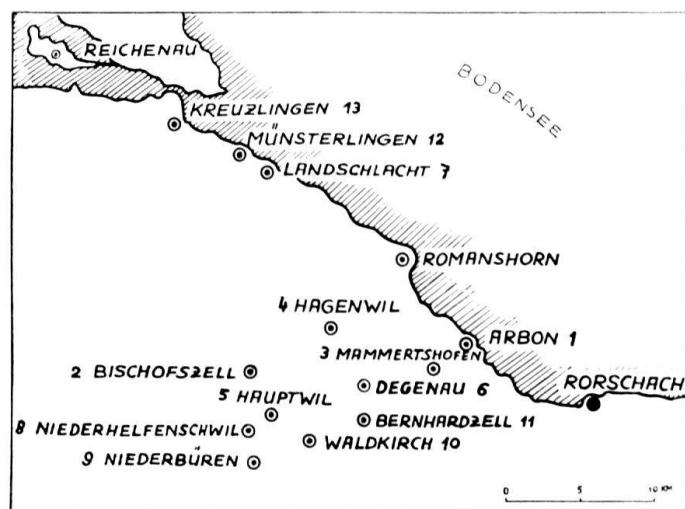 REICHENAU
BODENSEE
KREUZLINGEN 13
MÜNSTERLINGEN 12
LANDSCHLACHT 7
ROMANSHORN
4 HAGENWIL
ARBON 1
3 MAMMERTSHOFEN
2 BISCHOFSZELL
DEGENAU 6
RORSCHACH
5 HAUPTWIL
BERNHARDZELL 11
8 NIEDERHELFENSCHWIL
WALDKIRCH 10
9 NIEDERBÜREN
0 5 10 KM